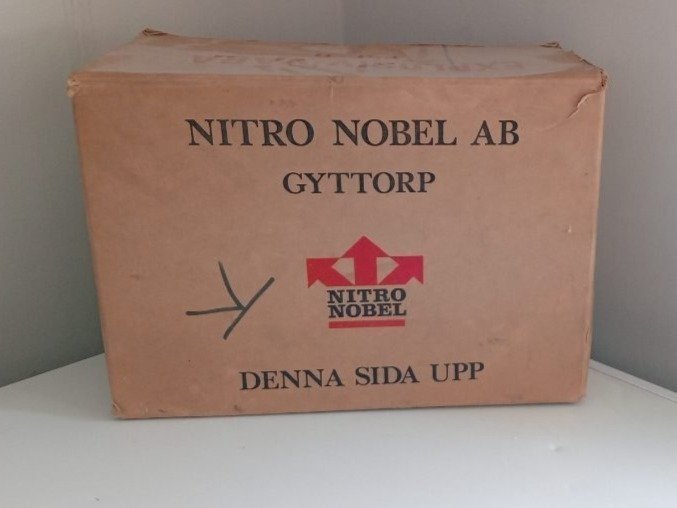 NITRO NOBEL AB
GYTTORP
NITRO
NOBEL
DENNA SIDA UPP